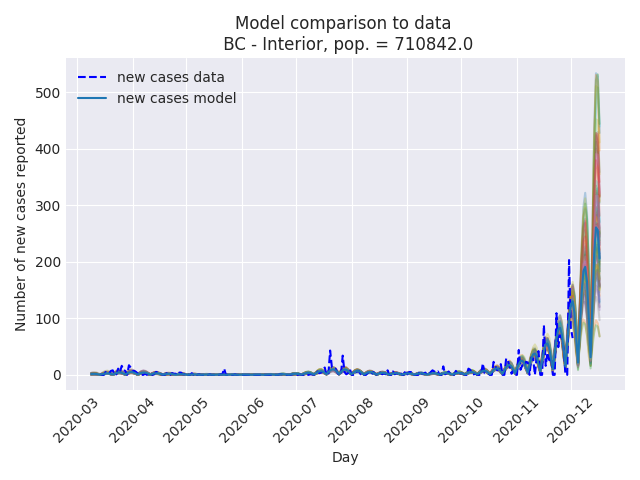 Model comparison to data
BC - Interior, pop. = 710842.0
new cases data
new cases model
Number of new cases reported
500
400
300
200
100
0
2020-03
2020-04
2020-05
2020-06
2020-07
2020-08
2020-09
2020-10
2020-11
2020-12
Day